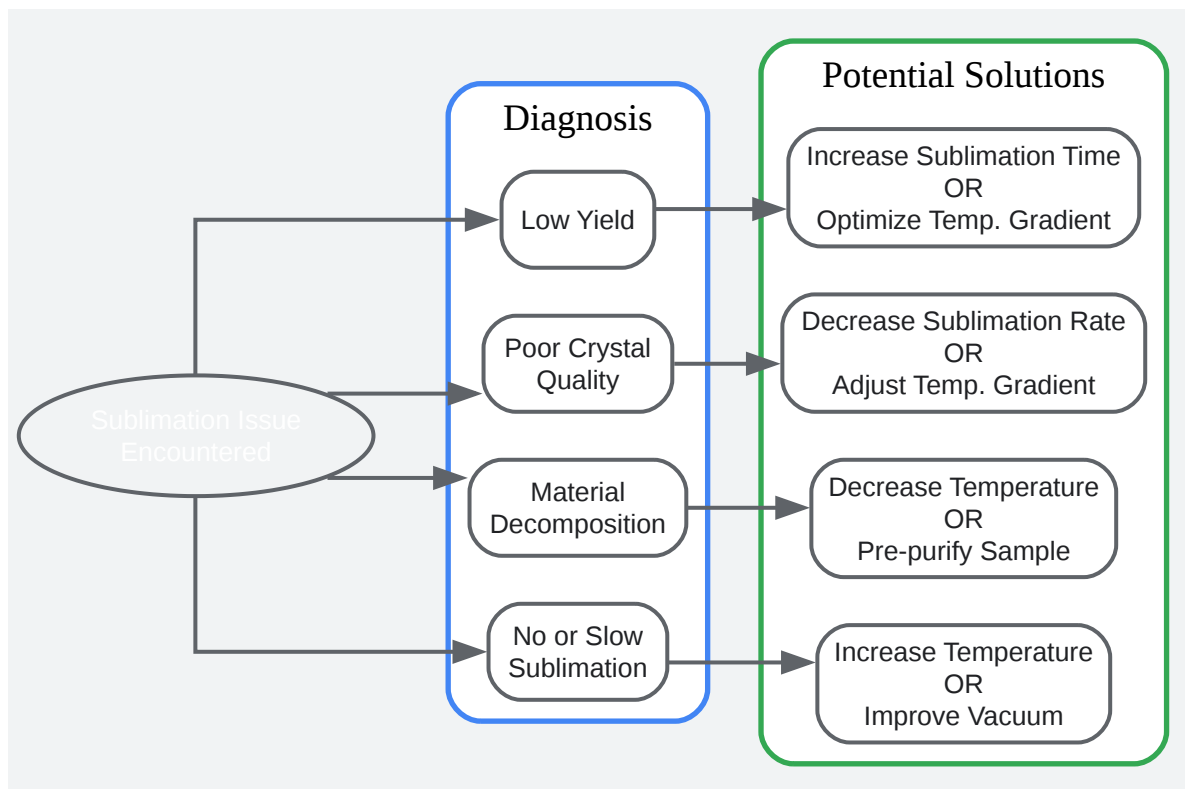 Sublimation Issue
Encountered
Diagnosis
Low Yield
Poor Crystal
Quality
Material
Decomposition
No or Slow
Sublimation
Potential Solutions
Increase Sublimation Time
OR
Optimize Temp. Gradient
Decrease Sublimation Rate
OR
Adjust Temp. Gradient
Decrease Temperature
OR
Pre-purify Sample
Increase Temperature
OR
Improve Vacuum